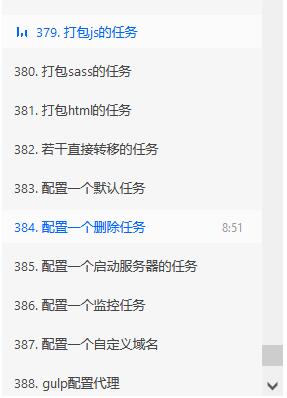 379. 打包js的任务
380. 打包sass的任务
381. 打包html的任务
382. 若干直接转移的任务
383. 配置一个默认任务
384. 配置一个删除任务 8:51
385. 配置一个启动服务器的任务
386. 配置一个监控任务
387. 配置一个自定义域名
388. gulp配置代理